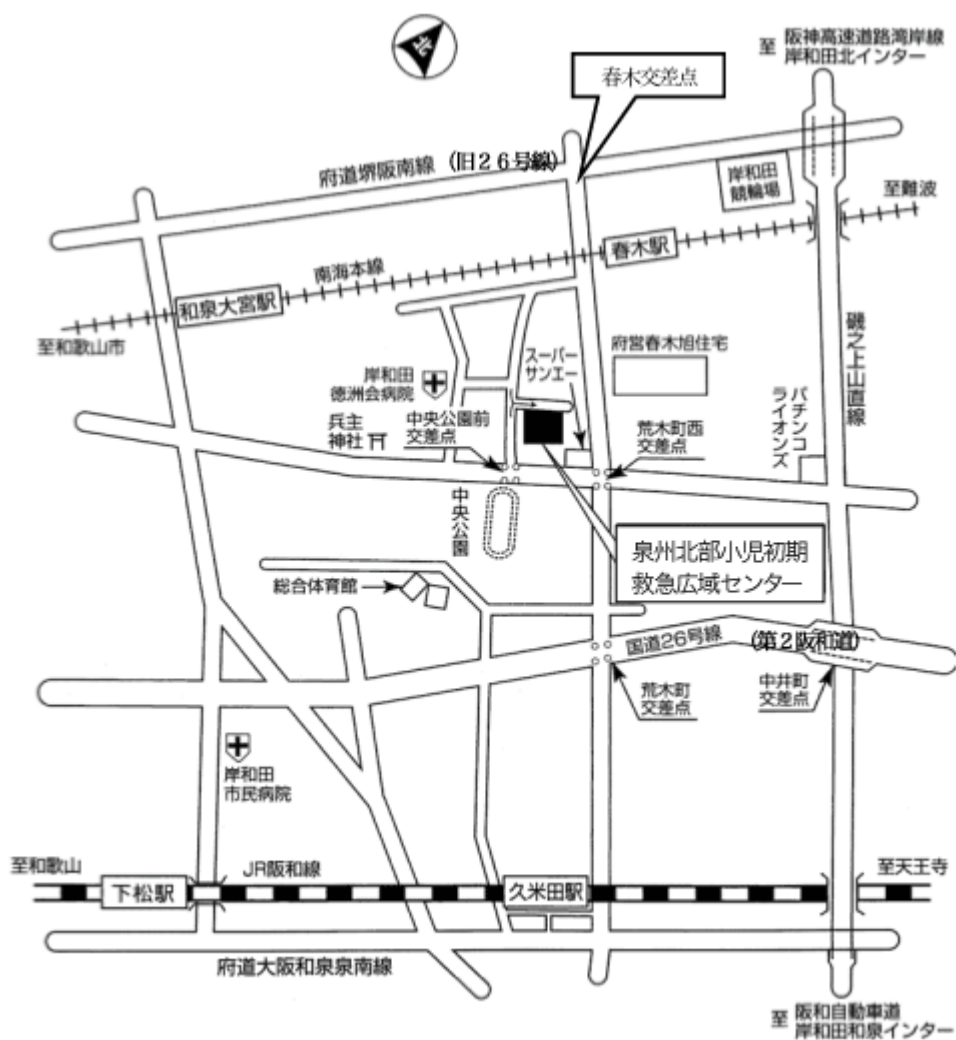 北
至 阪神高速道路湾岸線
岸和田北インター
春木交差点
府道堺阪南線 (旧26号線)
岸和田
競輪場
至難波
春木駅
南海本線
和泉大宮駅
至和歌山市
磯之上山直線
府営春木旭住宅
スーパー
サンエー
岸和田
徳洲会病院
兵主
神社
中央公園前
交差点
荒木町西
交差点
パチンコ
ライオンズ
中央公園
泉州北部小児初期
救急広域センター
総合体育館
国道26号線
(第2阪和道)
荒木町
交差点
中井町
交差点
岸和田
市民病院
至和歌山
JR阪和線
至天王寺
下松駅
久米田駅
府道大阪和泉泉南線
至 阪和自動車道
岸和田和泉インター